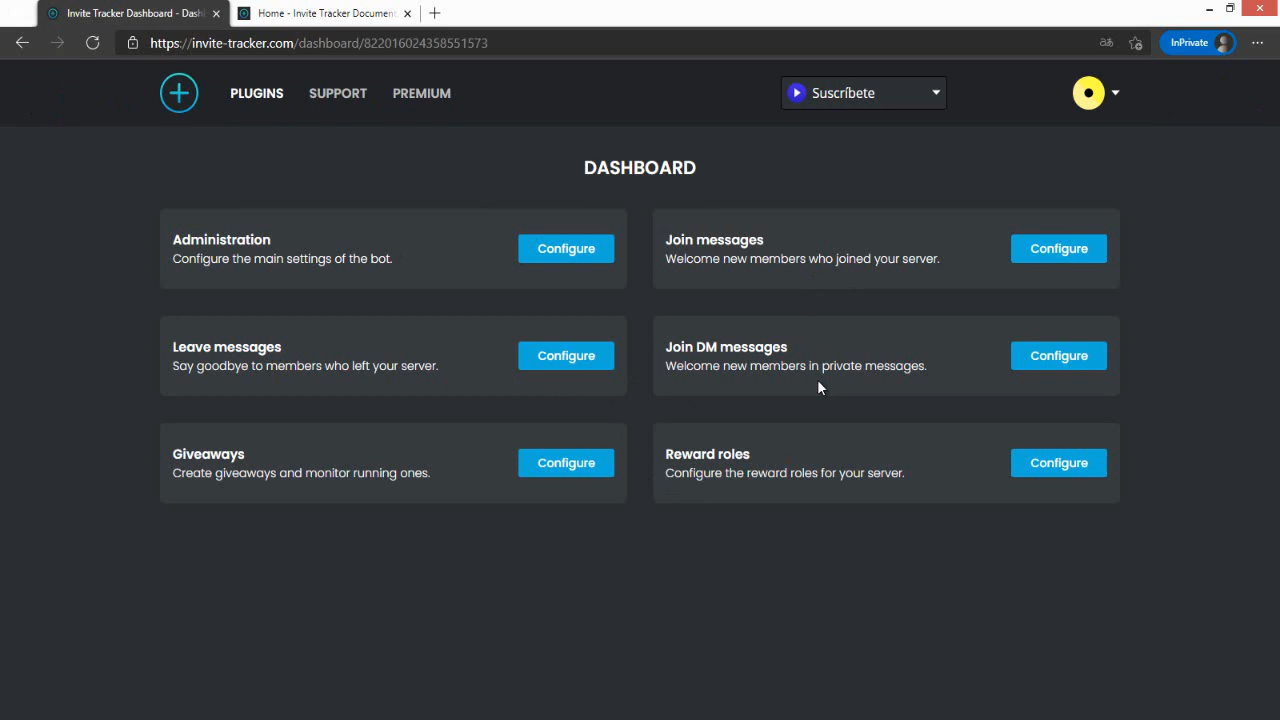 Invite Tracker Dashboard - Dash
Home - Invite Tracker Document
https://invite-tracker.com/dashboard/822016024358551573
InPrivate
PLUGINS
SUPPORT
PREMIUM
Suscríbete
DASHBOARD
Administration
Configure the main settings of the bot.
Configure
Join messages
Welcome new members who joined your server.
Configure
Leave messages
Say goodbye to members who left your server.
Configure
Join DM messages
Welcome new members in private messages.
Configure
Giveaways
Create giveaways and monitor running ones.
Configure
Reward roles
Configure the reward roles for your server.
Configure